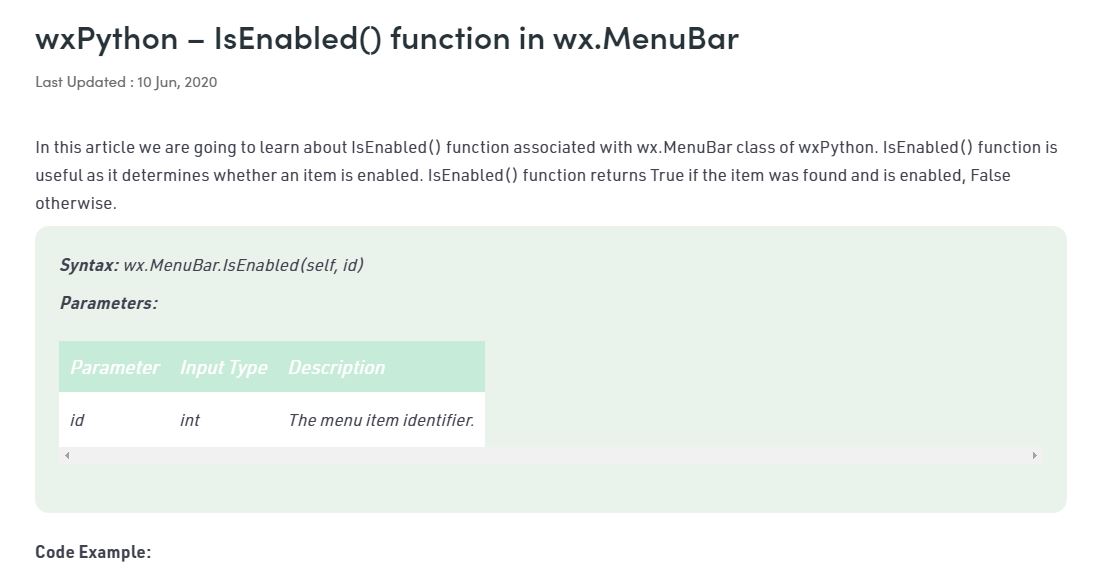 wxPython – IsEnabled() function in wx.MenuBar
Last Updated : 10 Jun, 2020
In this article we are going to learn about IsEnabled() function associated with wx.MenuBar class of wxPython. IsEnabled() function is
useful as it determines whether an item is enabled. IsEnabled() function returns True if the item was found and is enabled, False
otherwise.
Syntax: wx.MenuBar.IsEnabled(self, id)
Parameters:
Parameter Input Type Description
id int The menu item identifier.
Code Example: